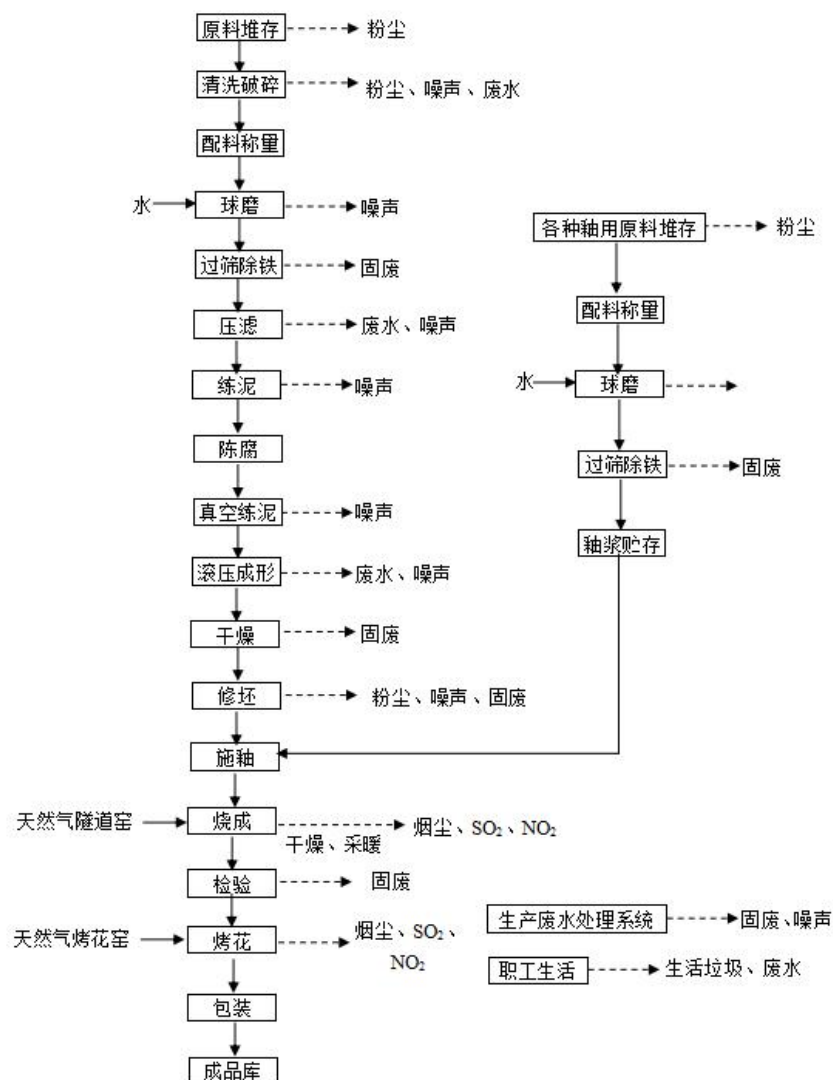 原料堆存
粉尘
清洗破碎
粉尘、噪声、废水
配料称量
水
球磨
噪声
过筛除铁
固废
压滤
废水、噪声
练泥
噪声
陈腐
真空练泥
噪声
滚压成形
废水、噪声
干燥
固废
修坯
粉尘、噪声、固废
施釉
各种釉用原料堆存
粉尘
配料称量
水
球磨
过筛除铁
固废
釉浆贮存
天然气隧道窑
烧成
烟尘、SO₂、NO₂
干燥、采暖
检验
固废
天然气烤花窑
烤花
烟尘、SO₂、
NO₂
包装
成品库
生产废水处理系统
固废、噪声
职工生活
生活垃圾、废水